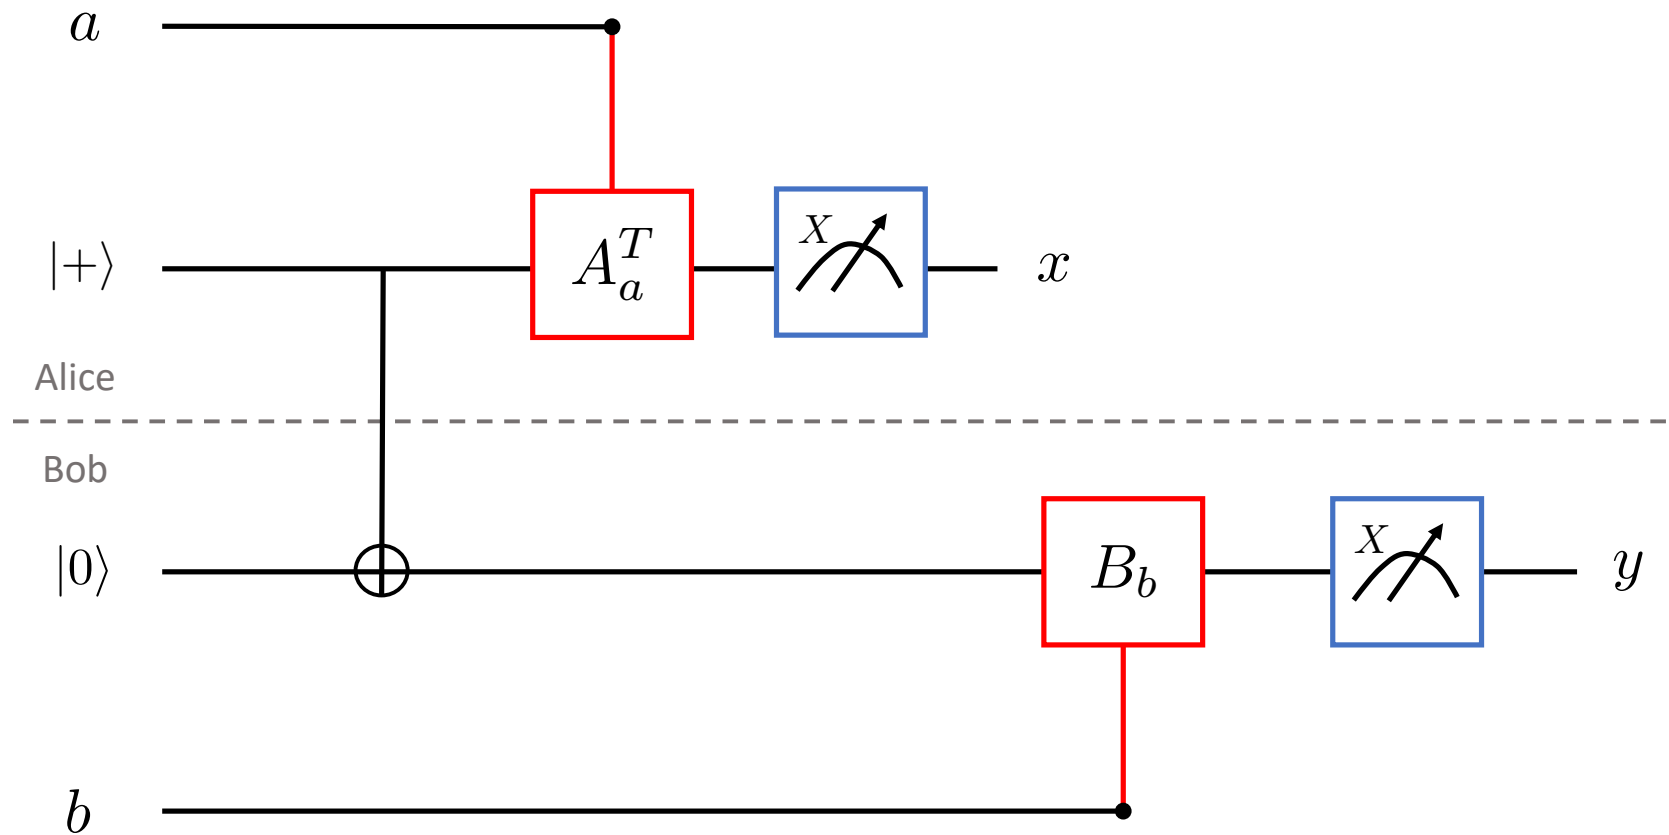 a
|+⟩
A_a^T
X
x
Alice
Bob
|0⟩
B_b
X
y
b